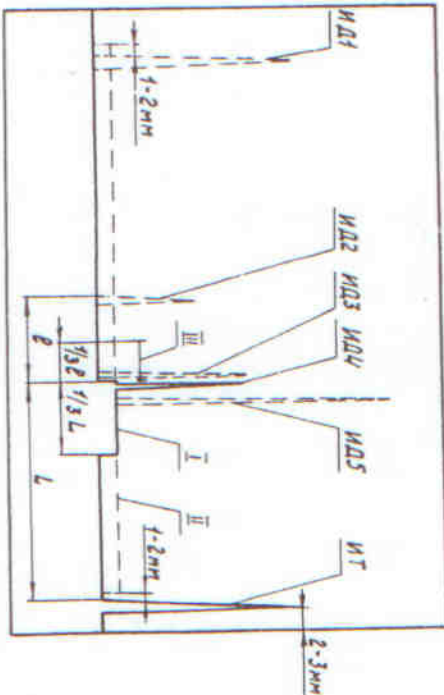 ИД1
1-2мм
ИД2
ИД3
ИД4
ИД5
ИТ
2-3мм
III
I
II
1-2мм
ℓ
1/3 ℓ
1/3 L
L